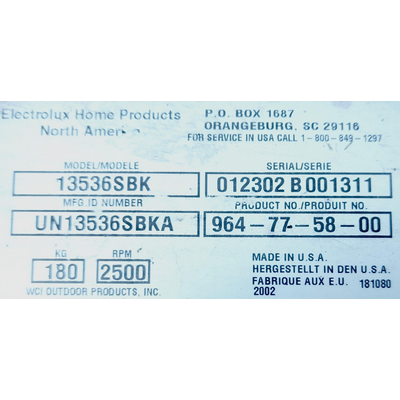 Electrolux Home Products
North America
P.O. BOX 1687
ORANGEBURG, SC 29116
FOR SERVICE IN USA CALL 1-800-849-1297
MODEL/MODELE
13536SBK
SERIAL/SERIE
012302 B 001311
MFG.ID NUMBER
UN13536SBKA
PRODUCT NO./PRODUIT NO.
964-77-58-00
KG
180
RPM
2500
WCI OUTDOOR PRODUCTS, INC.
MADE IN U.S.A.
HERGESTELLT IN DEN U.S.A.
FABRIQUE AUX E.U. 181080
2002